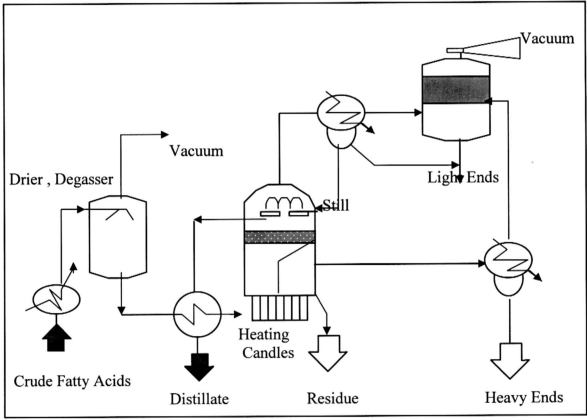 Vacuum
Vacuum
Drier , Degasser
Light Ends
Still
Heating
Candles
Crude Fatty Acids
Distillate
Residue
Heavy Ends